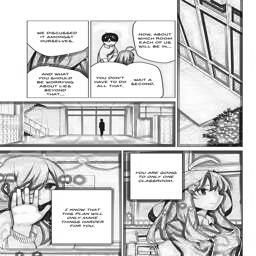 WE DISCUSSED
IT AMONGST
OURSELVES.
AND WHAT
YOU SHOULD
BE WORRYING
ABOUT LIES
BEYOND
THAT...
NOW, ABOUT
WHICH ROOM
EACH OF US
WILL BE IN...
YOU DON'T
HAVE TO DO
ALL THAT.
WAIT A
SECOND.
I KNOW THAT
THIS PLAN WILL
ONLY MAKE
THINGS HARDER
FOR YOU.
YOU ARE GOING
TO ONLY ONE
CLASSROOM.